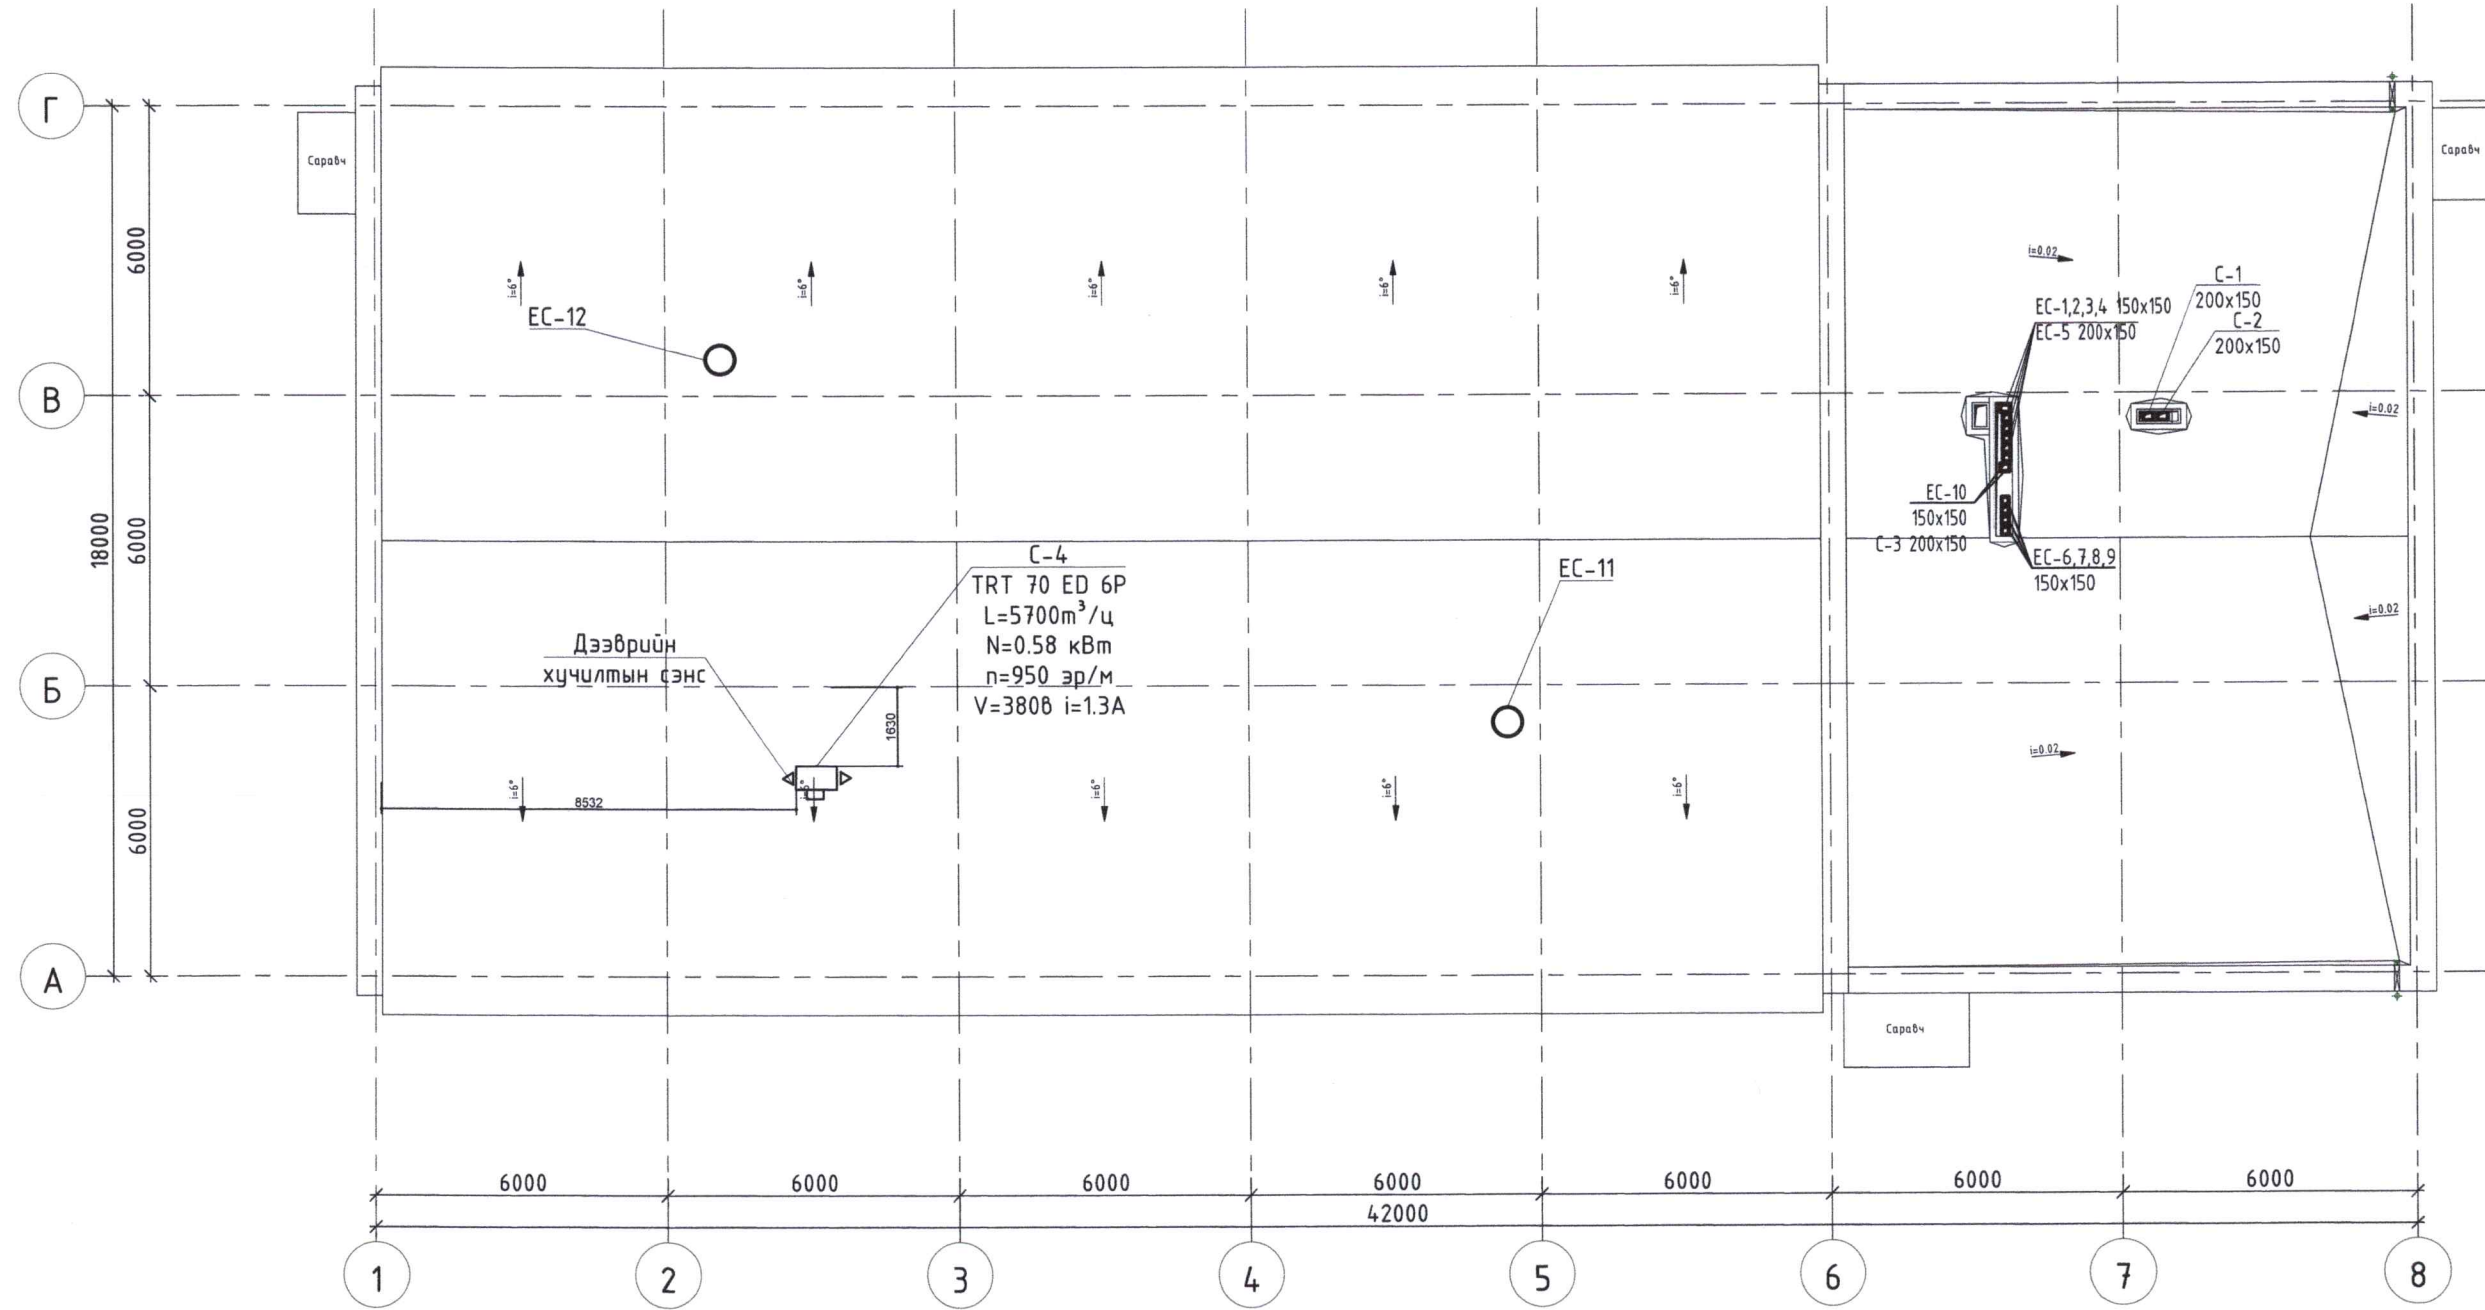 Г
В
Б
А
18000
6000
6000
6000
Саравч
Саравч
Саравч
i=6°
i=6°
i=6°
i=6°
i=6°
EC-12
i=0.02
EC-1,2,3,4 150x150
EC-5 200x150
C-1
200x150
C-2
200x150
i=0.02
EC-10
150x150
C-3 200x150
EC-6,7,8,9
150x150
C-4
TRT 70 ED 6P
L=5700m³/ц
N=0.58 кВт
n=950 эр/м
V=380в i=1.3A
EC-11
Дээврийн
хучилтын сэнс
i=0.02
1630
i=0.02
8532
i=6°
i=6°
i=6°
i=6°
i=6°
6000
6000
6000
6000
6000
6000
6000
42000
1
2
3
4
5
6
7
8